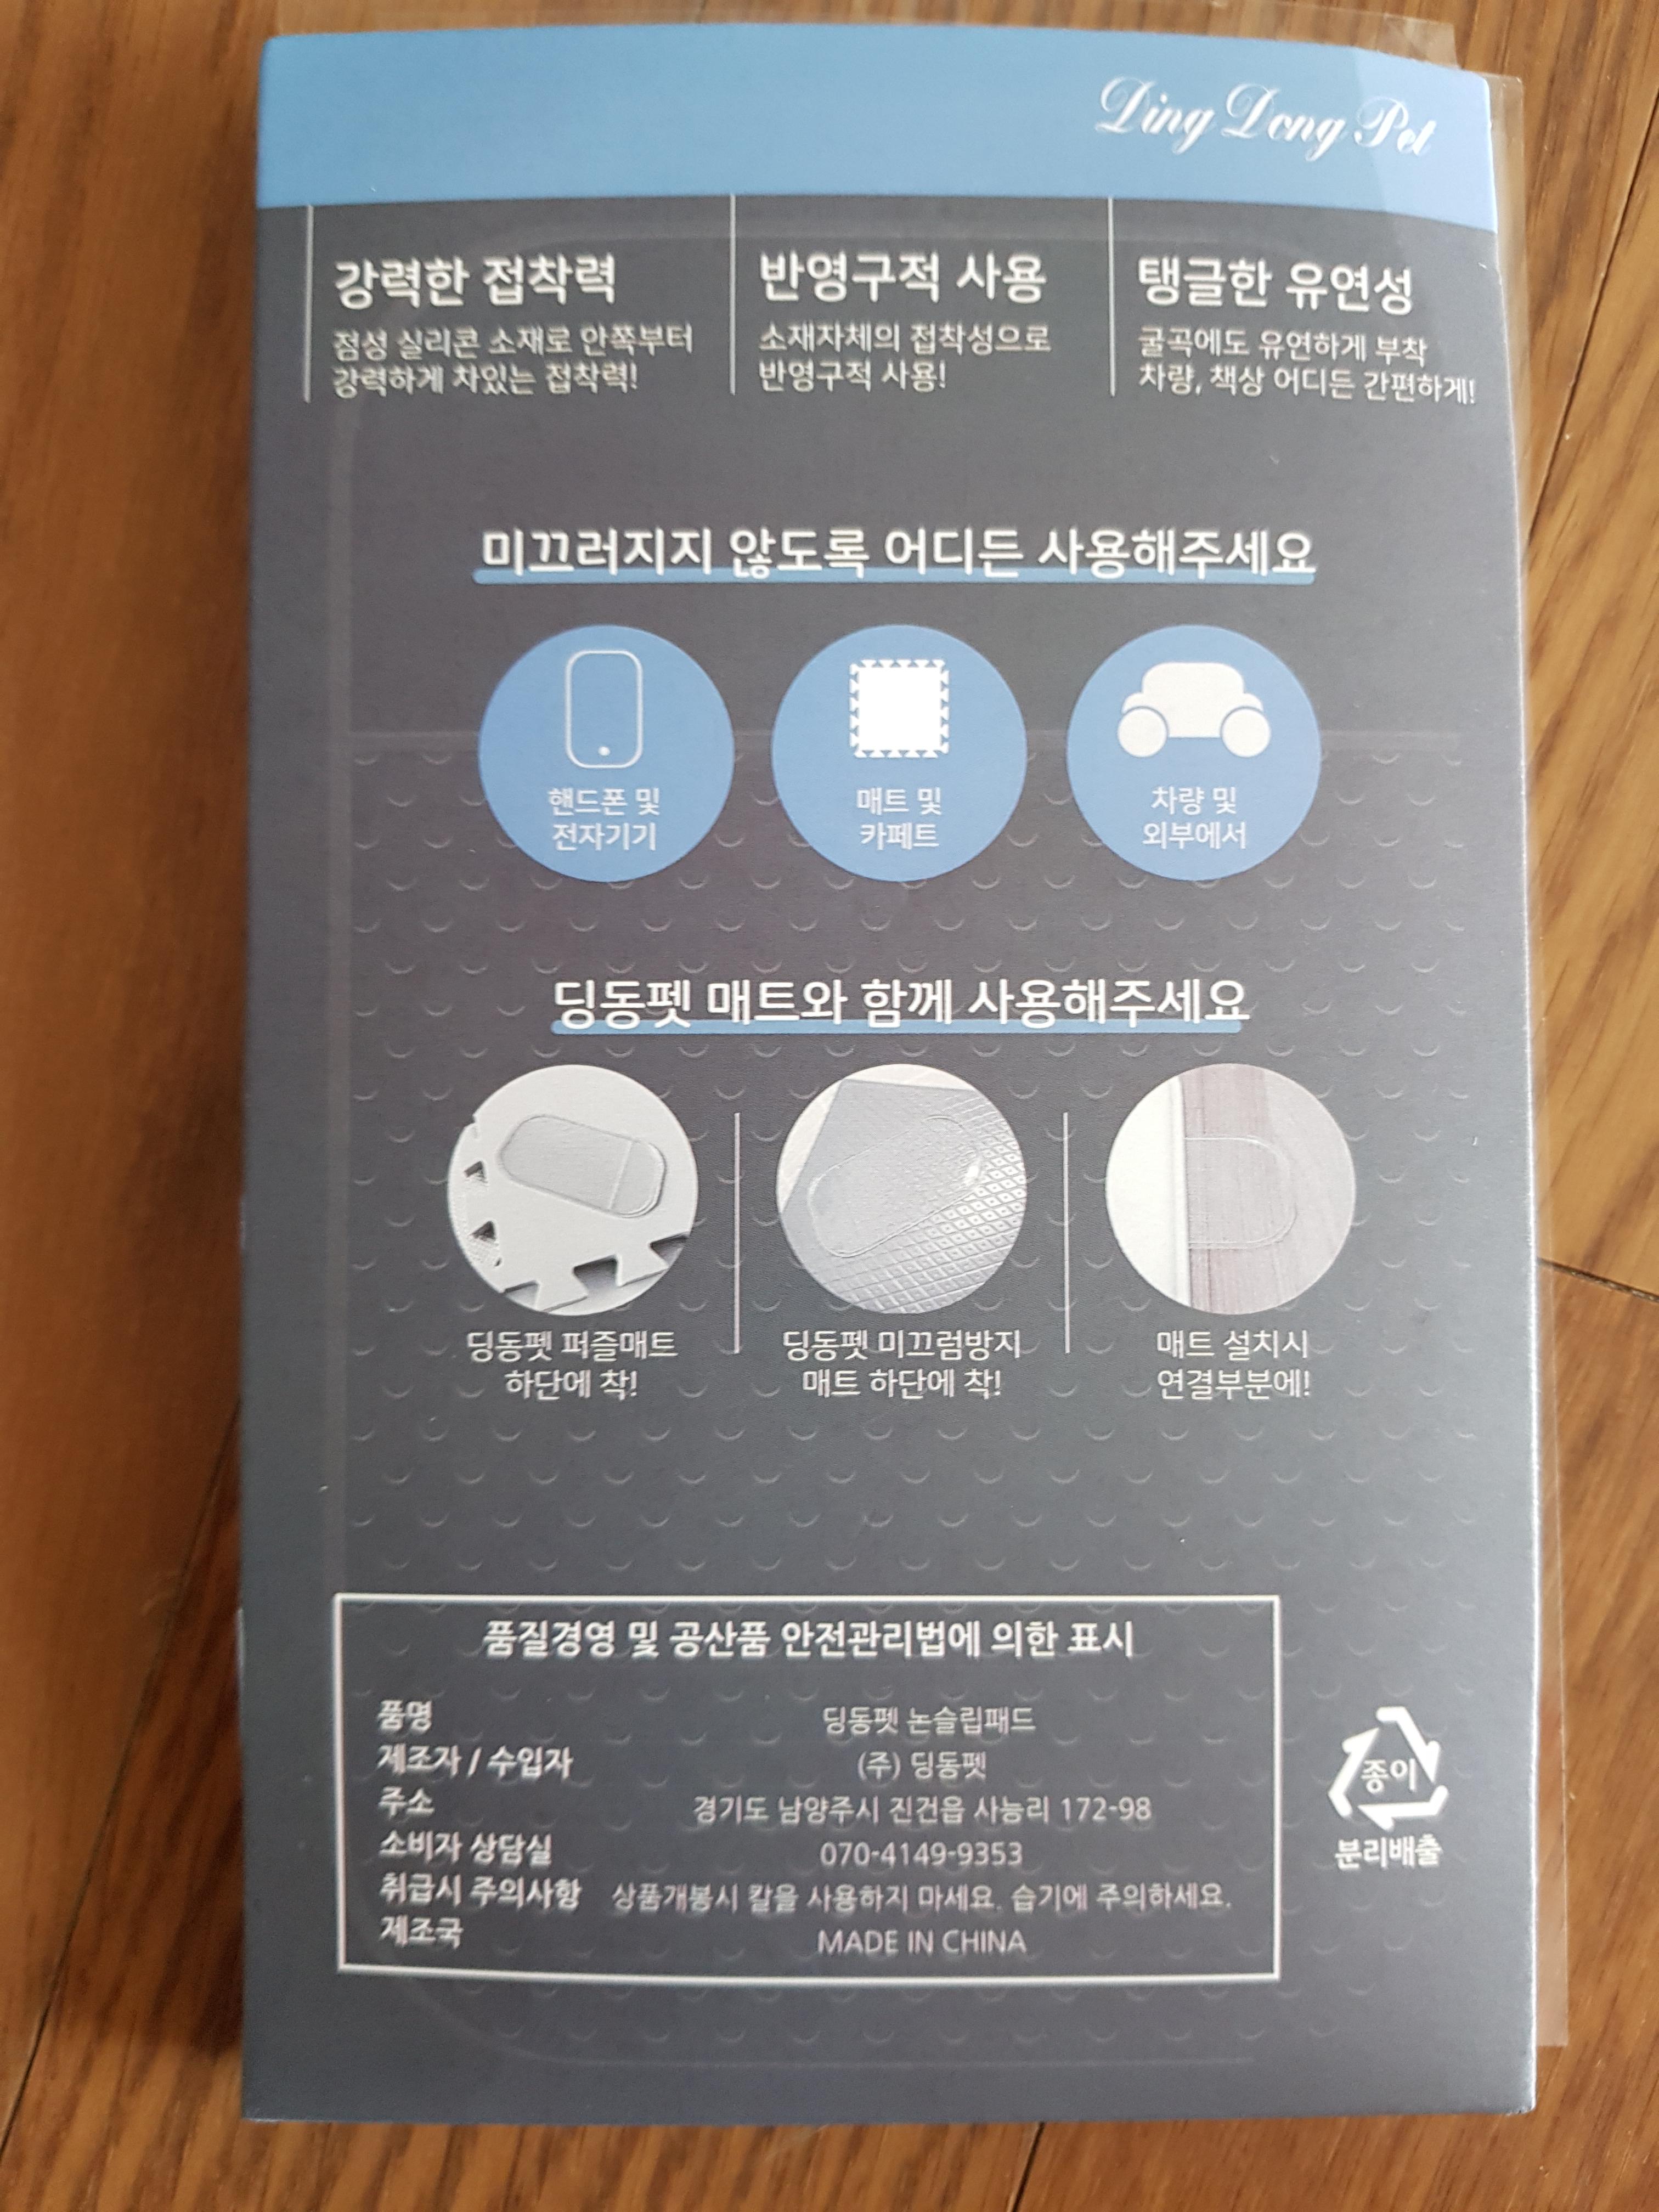 Ding Dong Pet
강력한 접착력
점성 실리콘 소재로 안쪽부터
강력하게 차있는 접착력!
반영구적 사용
소재자체의 접착성으로
반영구적 사용!
탱글한 유연성
굴곡에도 유연하게 부착
차량, 책상 어디든 간편하게!
미끄러지지 않도록 어디든 사용해주세요
핸드폰 및
전자기기
매트 및
카페트
차량 및
외부에서
딩동펫 매트와 함께 사용해주세요
딩동펫 퍼즐매트
하단에 착!
딩동펫 미끄럼방지
매트 하단에 착!
매트 설치시
연결부분에!
품질경영 및 공산품 안전관리법에 의한 표시
품명 딩동펫 논슬립패드
제조자 / 수입자 (주) 딩동펫
주소 경기도 남양주시 진건읍 사능리 172-98
소비자 상담실 070-4149-9353
취급시 주의사항 상품개봉시 칼을 사용하지 마세요. 습기에 주의하세요.
제조국 MADE IN CHINA
종이
분리배출